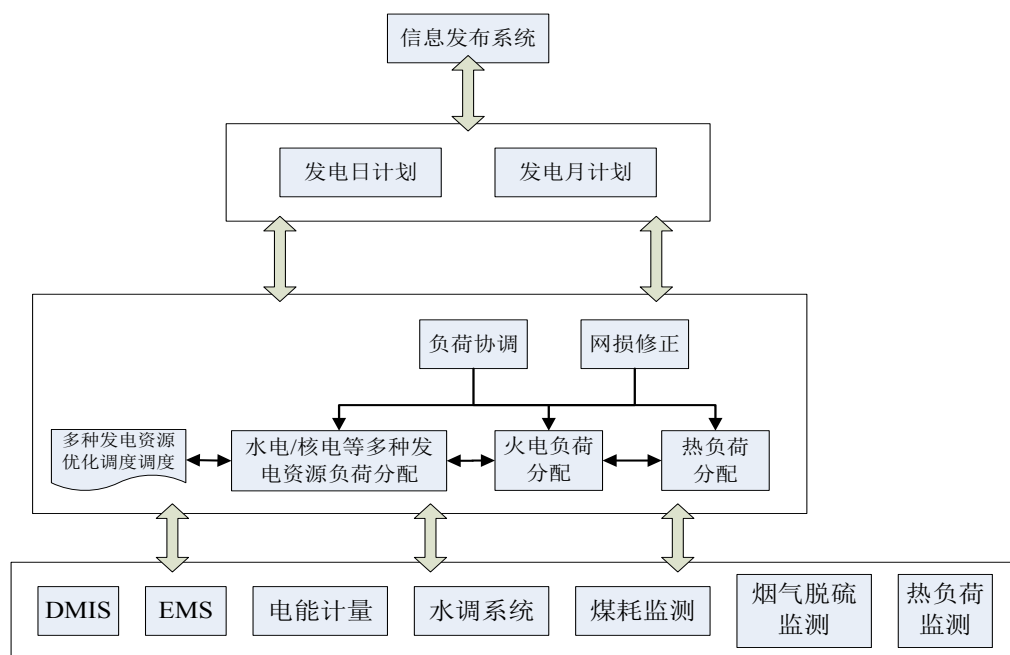 信息发布系统
发电日计划
发电月计划
负荷协调
网损修正
多种发电资源
优化调度调度
水电/核电等多种发
电资源负荷分配
火电负荷
分配
热负荷
分配
DMIS
EMS
电能计量
水调系统
煤耗监测
烟气脱硫
监测
热负荷
监测